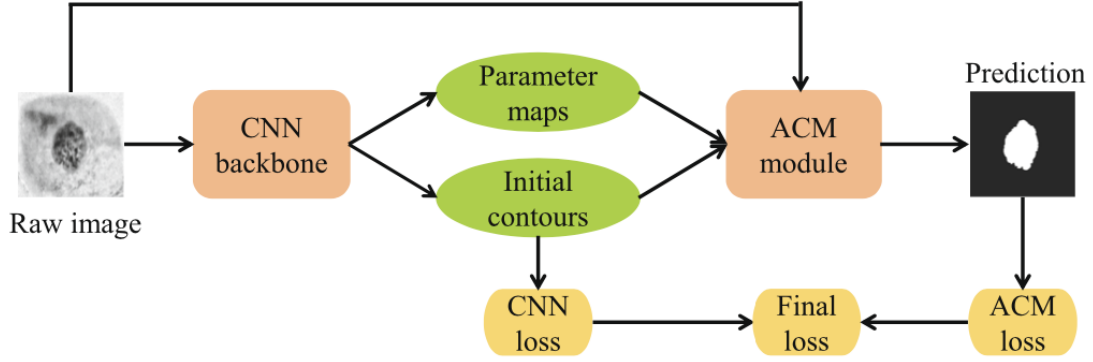 Raw image
CNN
backbone
Parameter
maps
Initial
contours
ACM
module
Prediction
CNN
loss
Final
loss
ACM
loss